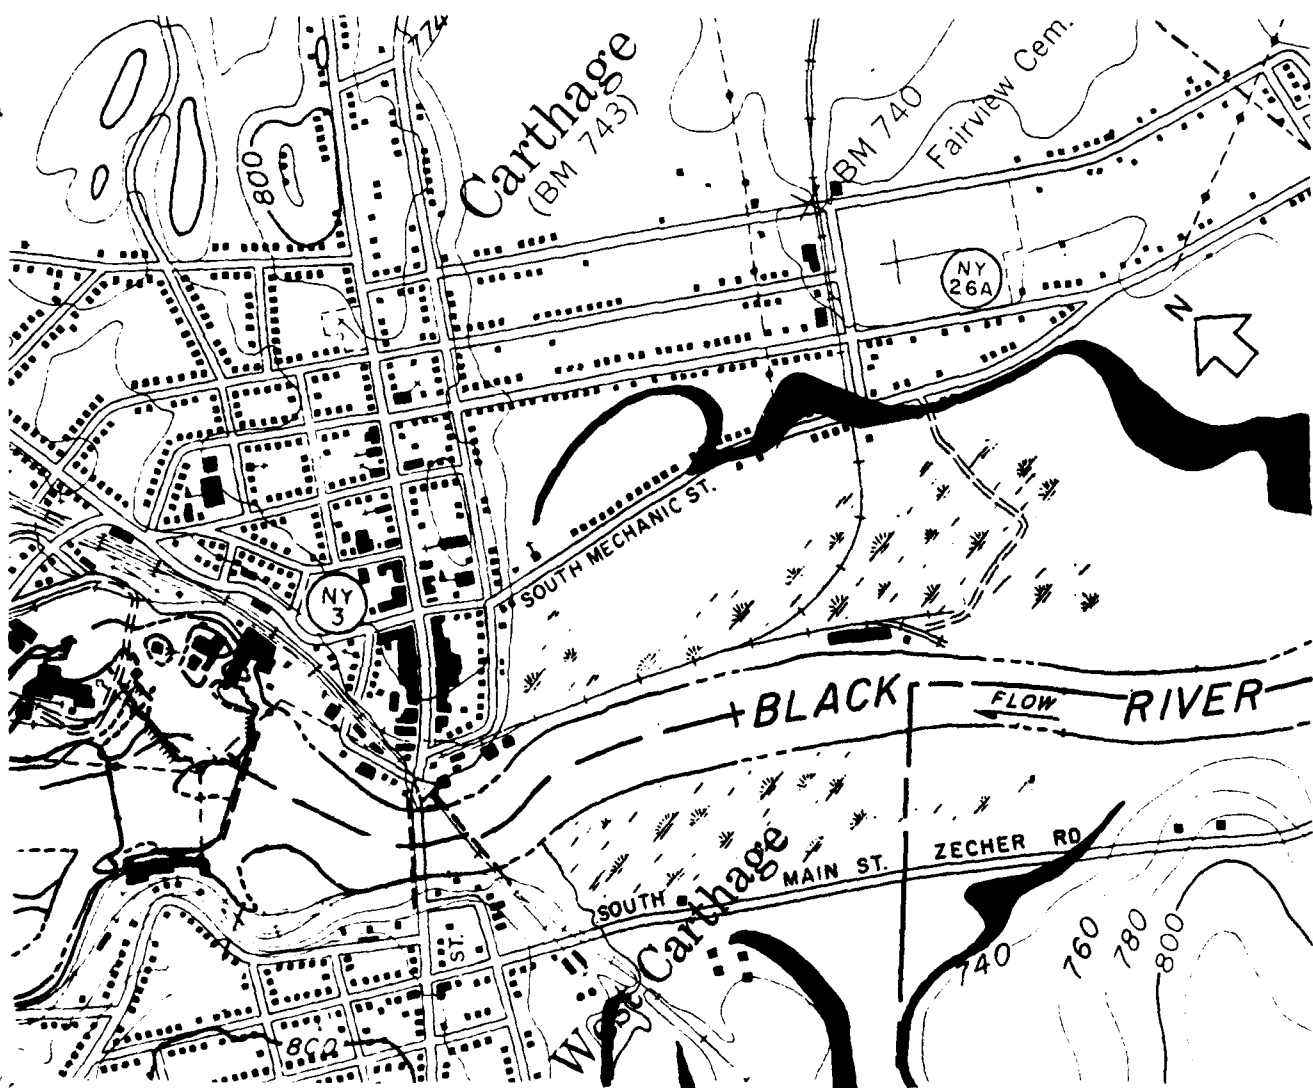 774
Carthage
(BM 743)
BM 740
Fairview Cem.
800
NY
26A
N
SOUTH MECHANIC ST.
NY
3
BLACK
FLOW
RIVER
ZECHER RD
SOUTH MAIN ST.
ST.
West Carthage
740
760
780
800
800